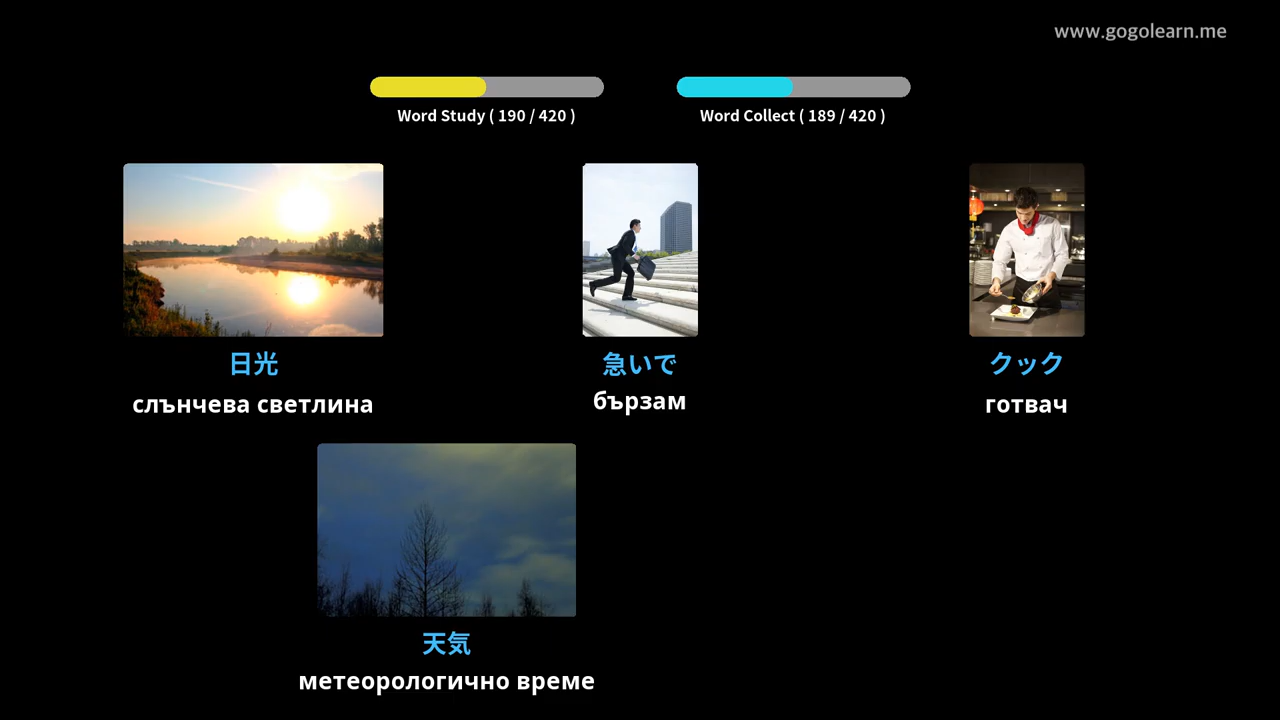 www.gogolearn.me
Word Study ( 190 / 420 )
Word Collect ( 189 / 420 )
日光
слънчева светлина
急いで
бързам
クック
готвач
天気
метеорологично време